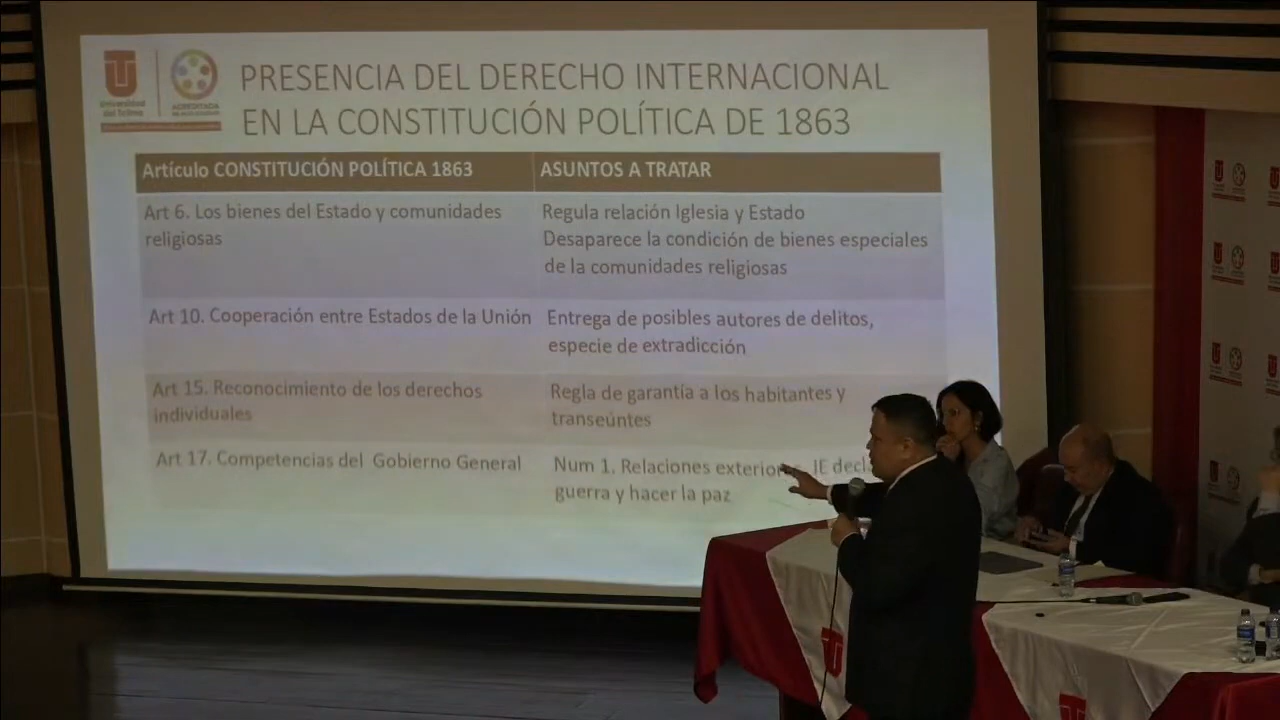 Universidad
del Tolima
ACREDITADA
PRESENCIA DEL DERECHO INTERNACIONAL
EN LA CONSTITUCIÓN POLÍTICA DE 1863
Artículo CONSTITUCIÓN POLÍTICA 1863
ASUNTOS A TRATAR
Art 6. Los bienes del Estado y comunidades
religiosas
Regula relación Iglesia y Estado
Desaparece la condición de bienes especiales
de la comunidades religiosas
Art 10. Cooperación entre Estados de la Unión
Entrega de posibles autores de delitos,
especie de extradicción
Art 15. Reconocimiento de los derechos
individuales
Regla de garantía a los habitantes y
transeúntes
Art 17. Competencias del Gobierno General
Num 1. Relaciones IE
guerra y hacer la paz